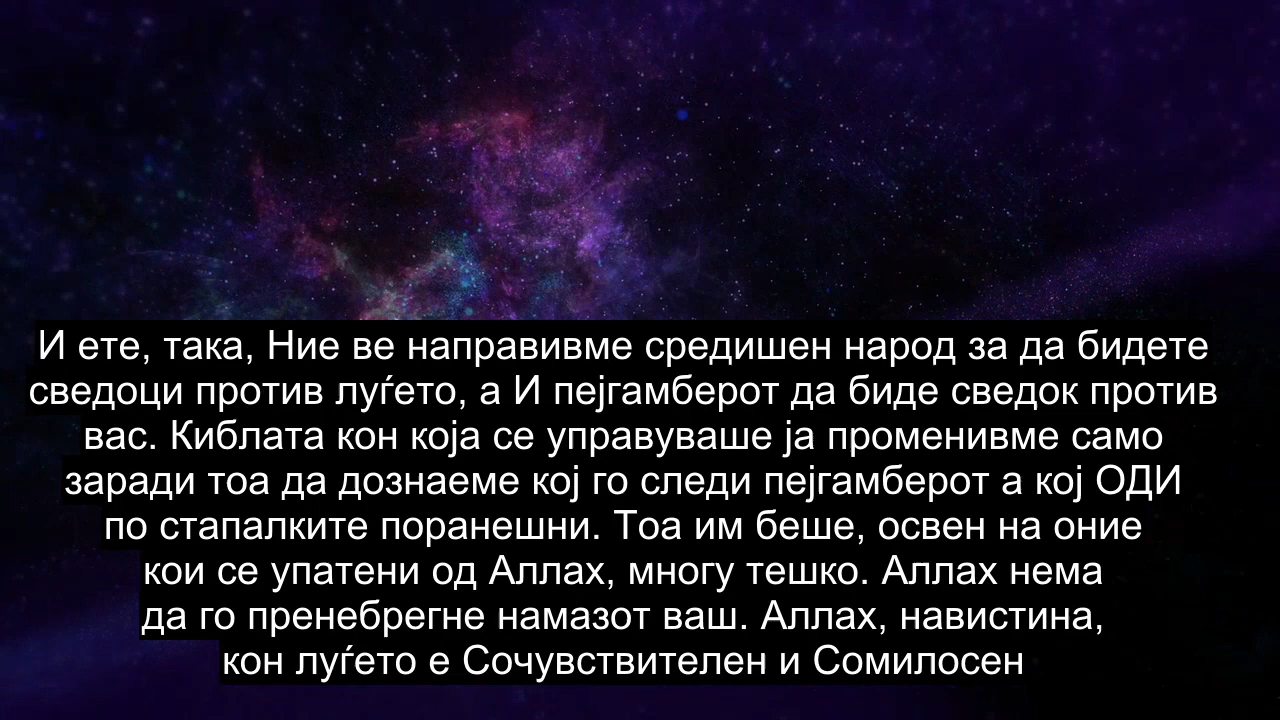 И ете, така, Ние ве направивме средишен народ за да бидете
сведоци против луѓето, а И пејгамберот да биде сведок против
вас. Киблата кон која се управуваше ја променивме само
заради тоа да дознаеме кој го следи пејгамберот а кој ОДИ
по стапалките поранешни. Тоа им беше, освен на оние
кои се упатени од Аллах, многу тешко. Аллах нема
да го пренебрегне намазот ваш. Аллах, навистина,
кон луѓето е Сочувствителен и Сомилосен